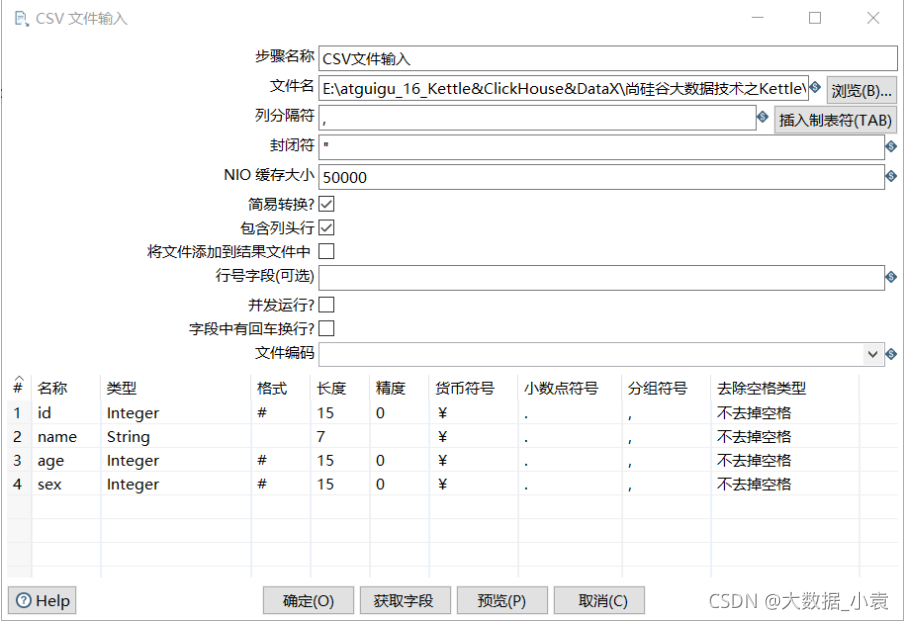 CSV 文件输入
步骤名称 CSV文件输入
文件名 E:\atguigu_16_Kettle&ClickHouse&DataX\尚硅谷大数据技术之Kettle\ 浏览(B)...
列分隔符 , 插入制表符(TAB)
封闭符 "
NIO 缓存大小 50000
简易转换?
包含列头行
将文件添加到结果文件中
行号字段(可选)
并发运行?
字段中有回车换行?
文件编码
# 名称 类型 格式 长度 精度 货币符号 小数点符号 分组符号 去除空格类型
1 id Integer # 15 0 ¥ . , 不去掉空格
2 name String 7 ¥ . , 不去掉空格
3 age Integer # 15 0 ¥ . , 不去掉空格
4 sex Integer # 15 0 ¥ . , 不去掉空格
Help 确定(O) 获取字段 预览(P) 取消(C) CSDN @大数据_小袁